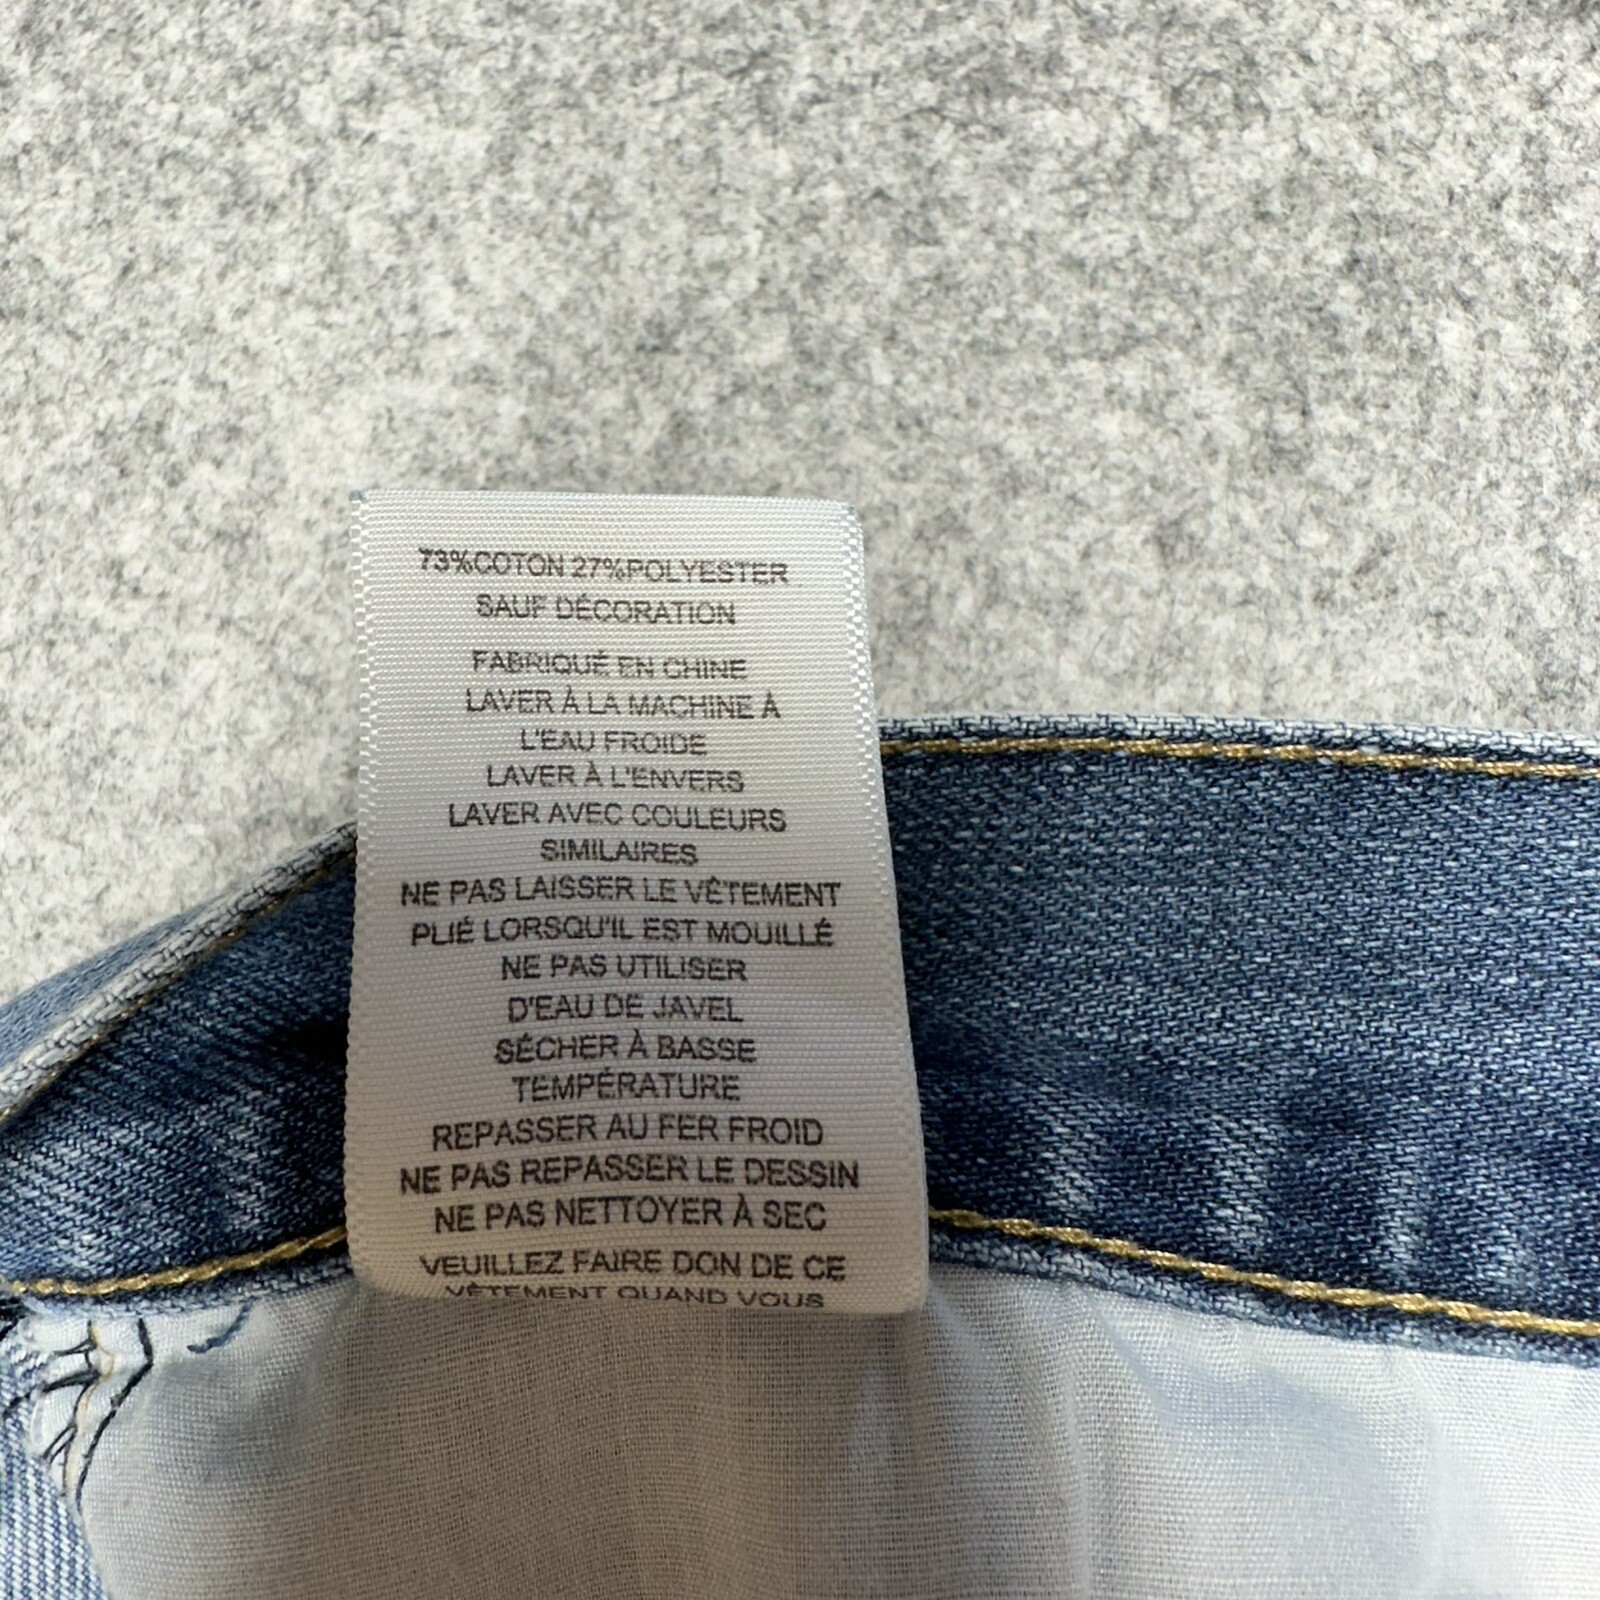 73%COTON 27%POLYESTER
SAUF DÉCORATION
FABRIQUÉ EN CHINE
LAVER À LA MACHINE À
L'EAU FROIDE
LAVER À L'ENVERS
LAVER AVEC COULEURS
SIMILAIRES
NE PAS LAISSER LE VÊTEMENT
PLIÉ LORSQU'IL EST MOUILLÉ
NE PAS UTILISER
D'EAU DE JAVEL
SÉCHER À BASSE
TEMPÉRATURE
REPASSER AU FER FROID
NE PAS REPASSER LE DESSIN
NE PAS NETTOYER À SEC
VEUILLEZ FAIRE DON DE CE
VÊTEMENT QUAND VOUS